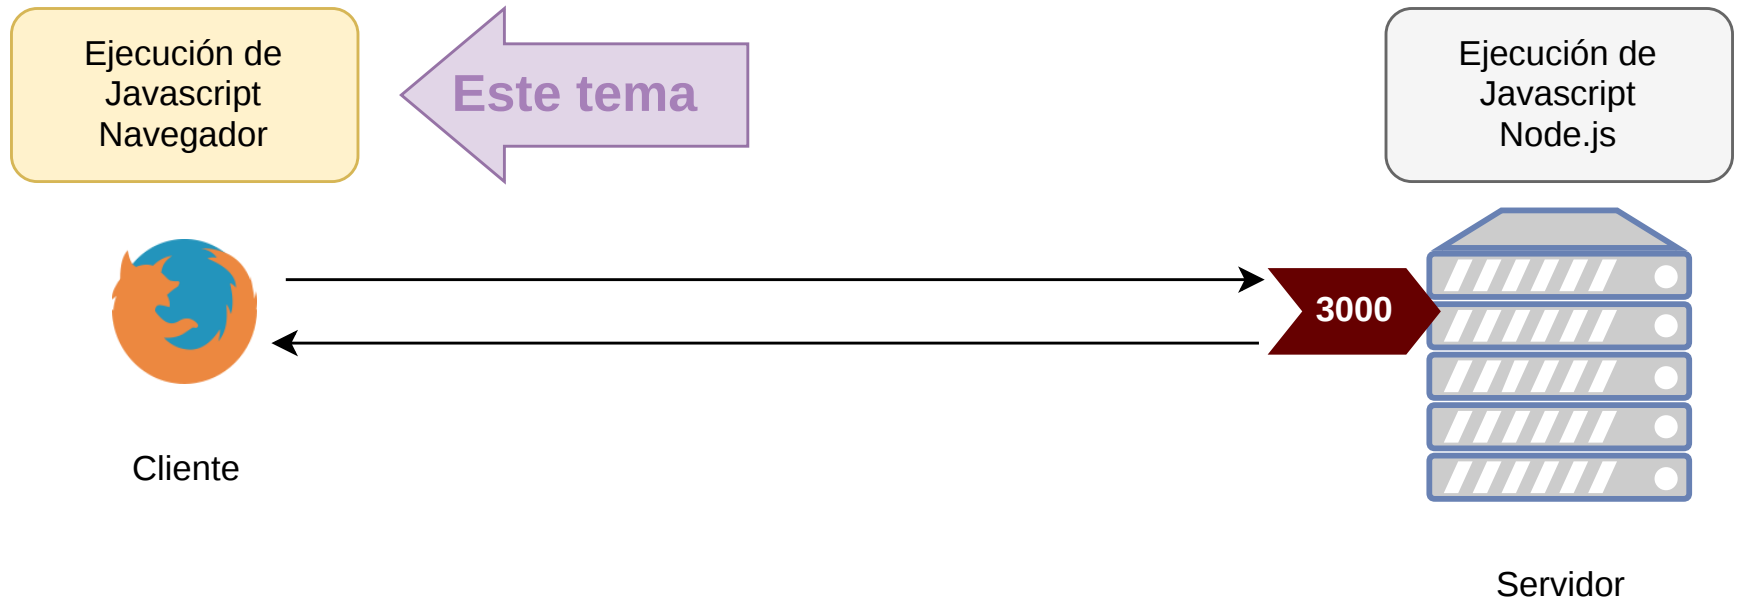 Ejecución de
Javascript
Navegador
Este tema
Ejecución de
Javascript
Node.js
3000
Cliente
Servidor